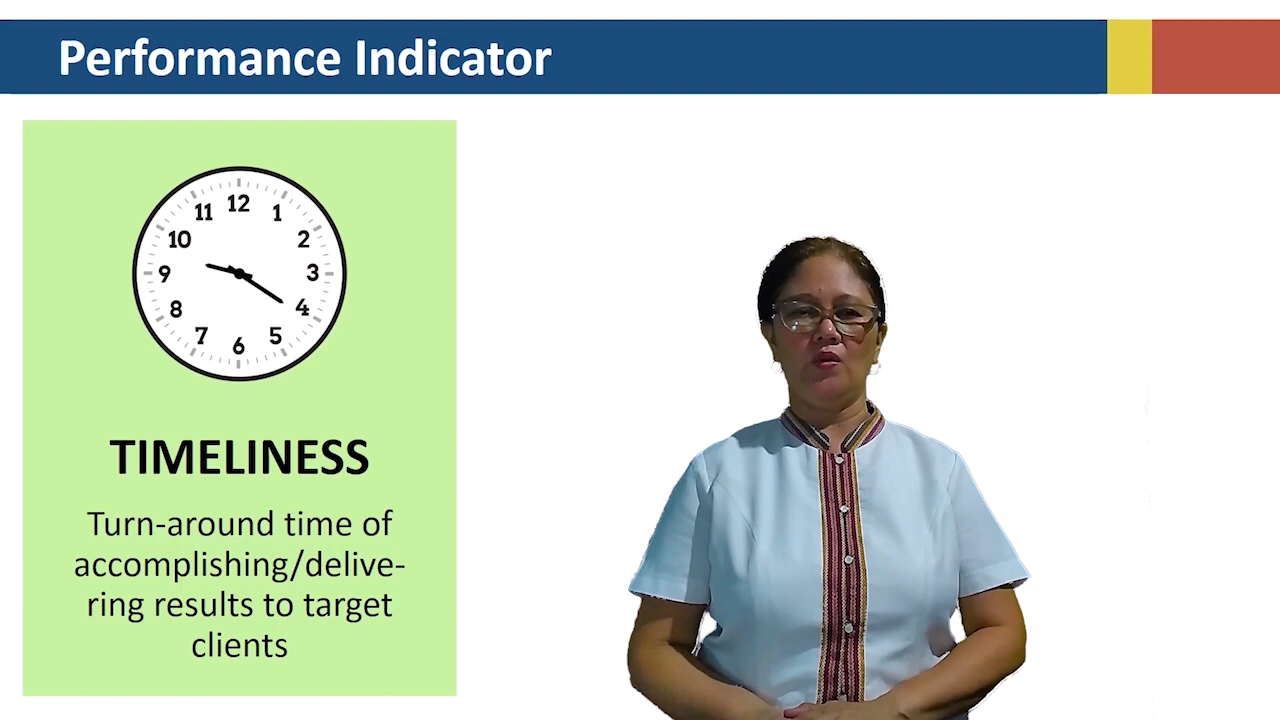 Performance Indicator
12
11
1
10
2
9
3
8
4
7
5
6
TIMELINESS
Turn-around time of
accomplishing/delive-
ring results to target
clients